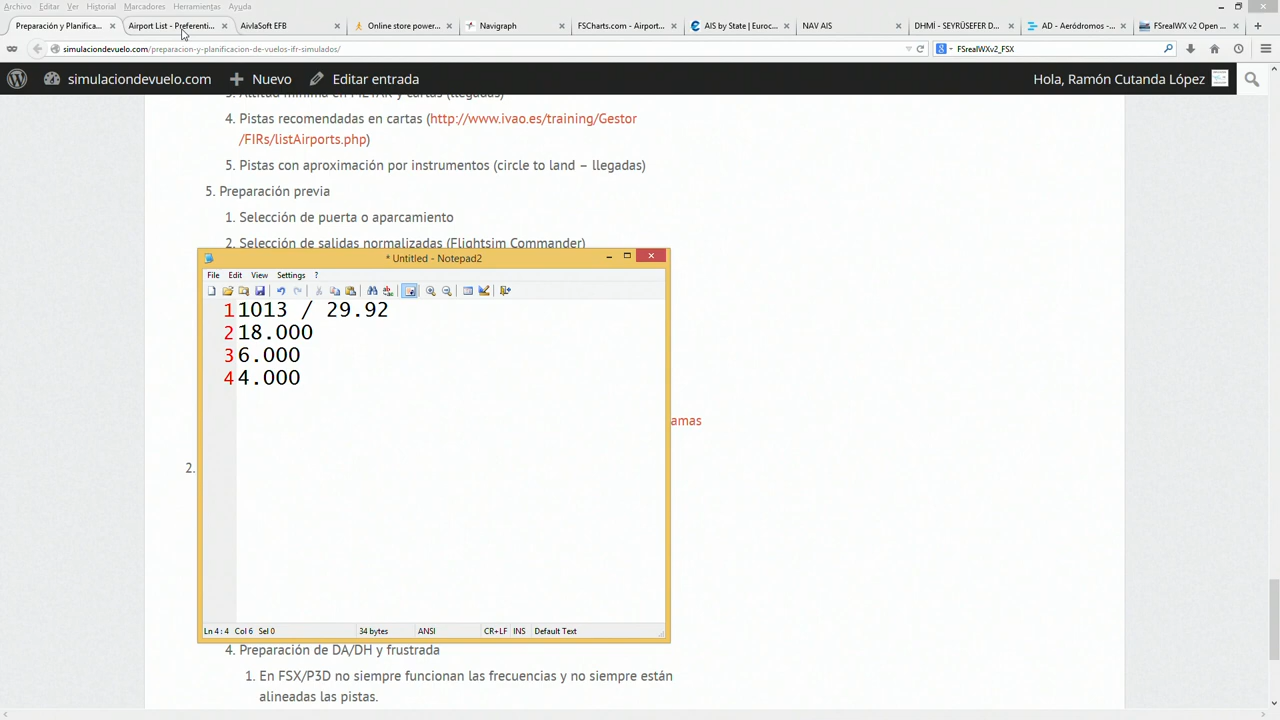 Archivo Editar Ver Historial Marcadores Herramientas Ayuda
Preparación y Planifica... Airport List - Preferenti... AivlaSoft EFB Online store power... Navigraph FSCharts.com - Airport... AIS by State | Euroc... NAV AIS DHMİ - SEYRÜSEFER D... AD - Aeródromos - ... FSrealWX v2 Open ...
simulaciondevuelo.com/preparacion-y-planificacion-de-vuelos-ifr-simulados/ FSrealWXv2_FSX
simulaciondevuelo.com Nuevo Editar entrada Hola, Ramón Cutanda López
3. Altitud mínima en METAR y cartas (llegadas)
4. Pistas recomendadas en cartas (http://www.ivao.es/training/Gestor
/FIRs/listAirports.php)
5. Pistas con aproximación por instrumentos (circle to land – llegadas)
5. Preparación previa
1. Selección de puerta o aparcamiento
2. Selección de salidas normalizadas (Flightsim Commander)
* Untitled - Notepad2
File Edit View Settings ?
1 1013 / 29.92
2 18.000
3 6.000
4 4.000
amas
2.
Ln 4 : 4 Col 6 Sel 0 34 bytes ANSI CR+LF INS Default Text
4. Preparación de DA/DH y frustrada
1. En FSX/P3D no siempre funcionan las frecuencias y no siempre están
alineadas las pistas.